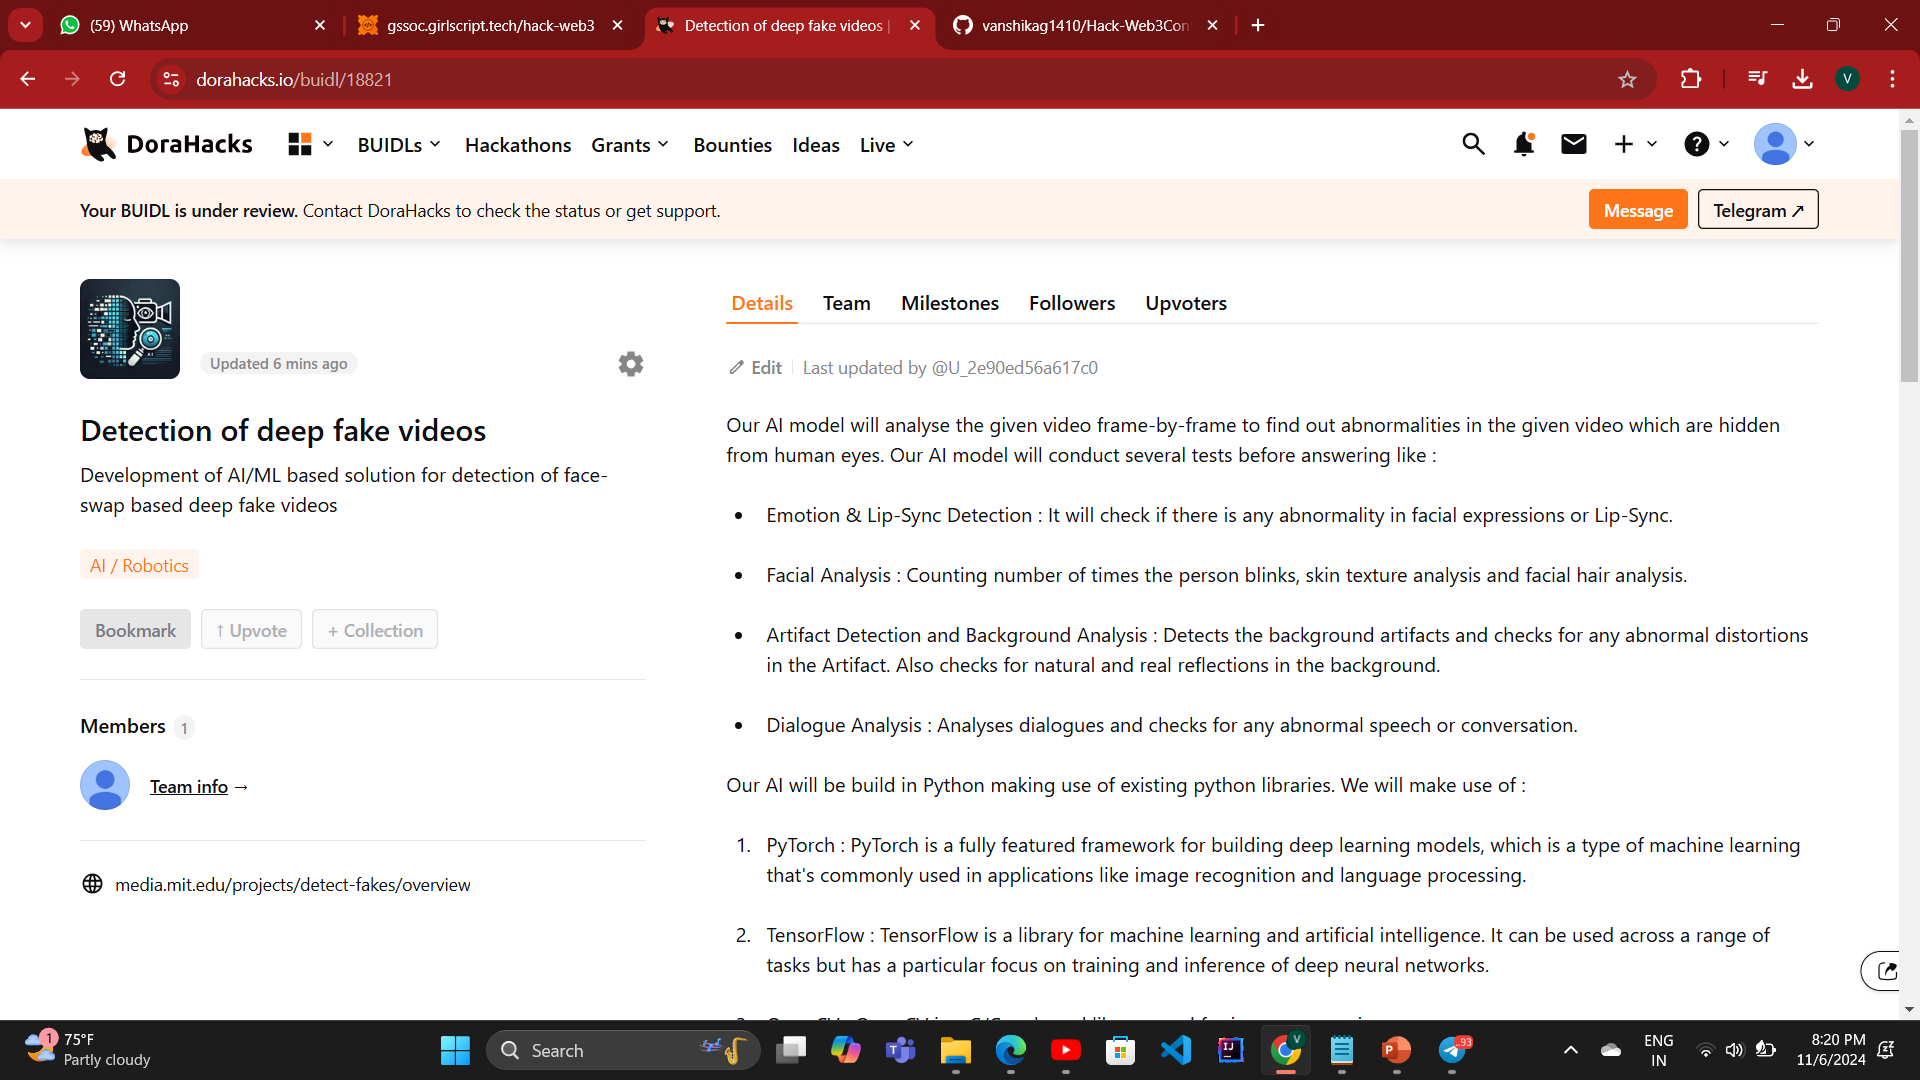 (59) WhatsApp
gssoc.girlscript.tech/hack-web3
Detection of deep fake videos |
vanshikag1410/Hack-Web3Con
dorahacks.io/buidl/18821
V
DoraHacks
BUIDLs
Hackathons
Grants
Bounties
Ideas
Live
Your BUIDL is under review. Contact DoraHacks to check the status or get support.
Message
Telegram ↗
Updated 6 mins ago
Detection of deep fake videos
Development of AI/ML based solution for detection of face-
swap based deep fake videos
AI / Robotics
Bookmark
↑ Upvote
+ Collection
Members 1
Team info →
media.mit.edu/projects/detect-fakes/overview
Details
Team
Milestones
Followers
Upvoters
Edit
Last updated by @U_2e90ed56a617c0
Our AI model will analyse the given video frame-by-frame to find out abnormalities in the given video which are hidden
from human eyes. Our AI model will conduct several tests before answering like :
• Emotion & Lip-Sync Detection : It will check if there is any abnormality in facial expressions or Lip-Sync.
• Facial Analysis : Counting number of times the person blinks, skin texture analysis and facial hair analysis.
• Artifact Detection and Background Analysis : Detects the background artifacts and checks for any abnormal distortions
in the Artifact. Also checks for natural and real reflections in the background.
• Dialogue Analysis : Analyses dialogues and checks for any abnormal speech or conversation.
Our AI will be build in Python making use of existing python libraries. We will make use of :
1. PyTorch : PyTorch is a fully featured framework for building deep learning models, which is a type of machine learning
that's commonly used in applications like image recognition and language processing.
2. TensorFlow : TensorFlow is a library for machine learning and artificial intelligence. It can be used across a range of
tasks but has a particular focus on training and inference of deep neural networks.
1
75°F
Partly cloudy
Search
..93
ENG
IN
8:20 PM
11/6/2024